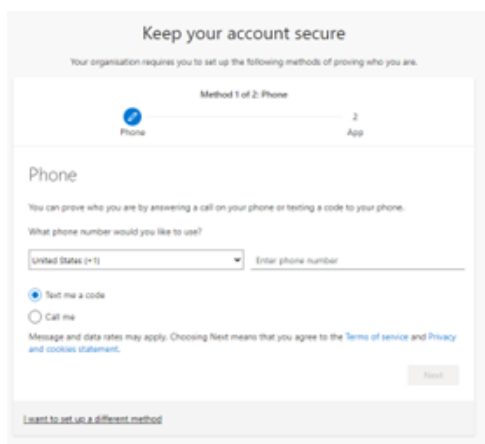 Keep your account secure
Your organisation requires you to set up the following methods of proving who you are.
Method 1 of 2: Phone
2
Phone
App
Phone
You can prove who you are by answering a call on your phone or texting a code to your phone.
What phone number would you like to use?
United States (+1)
Enter phone number
Text me a code
Call me
Message and data rates may apply. Choosing Next means that you agree to the Terms of service and Privacy
and cookies statement.
Next
I want to set up a different method